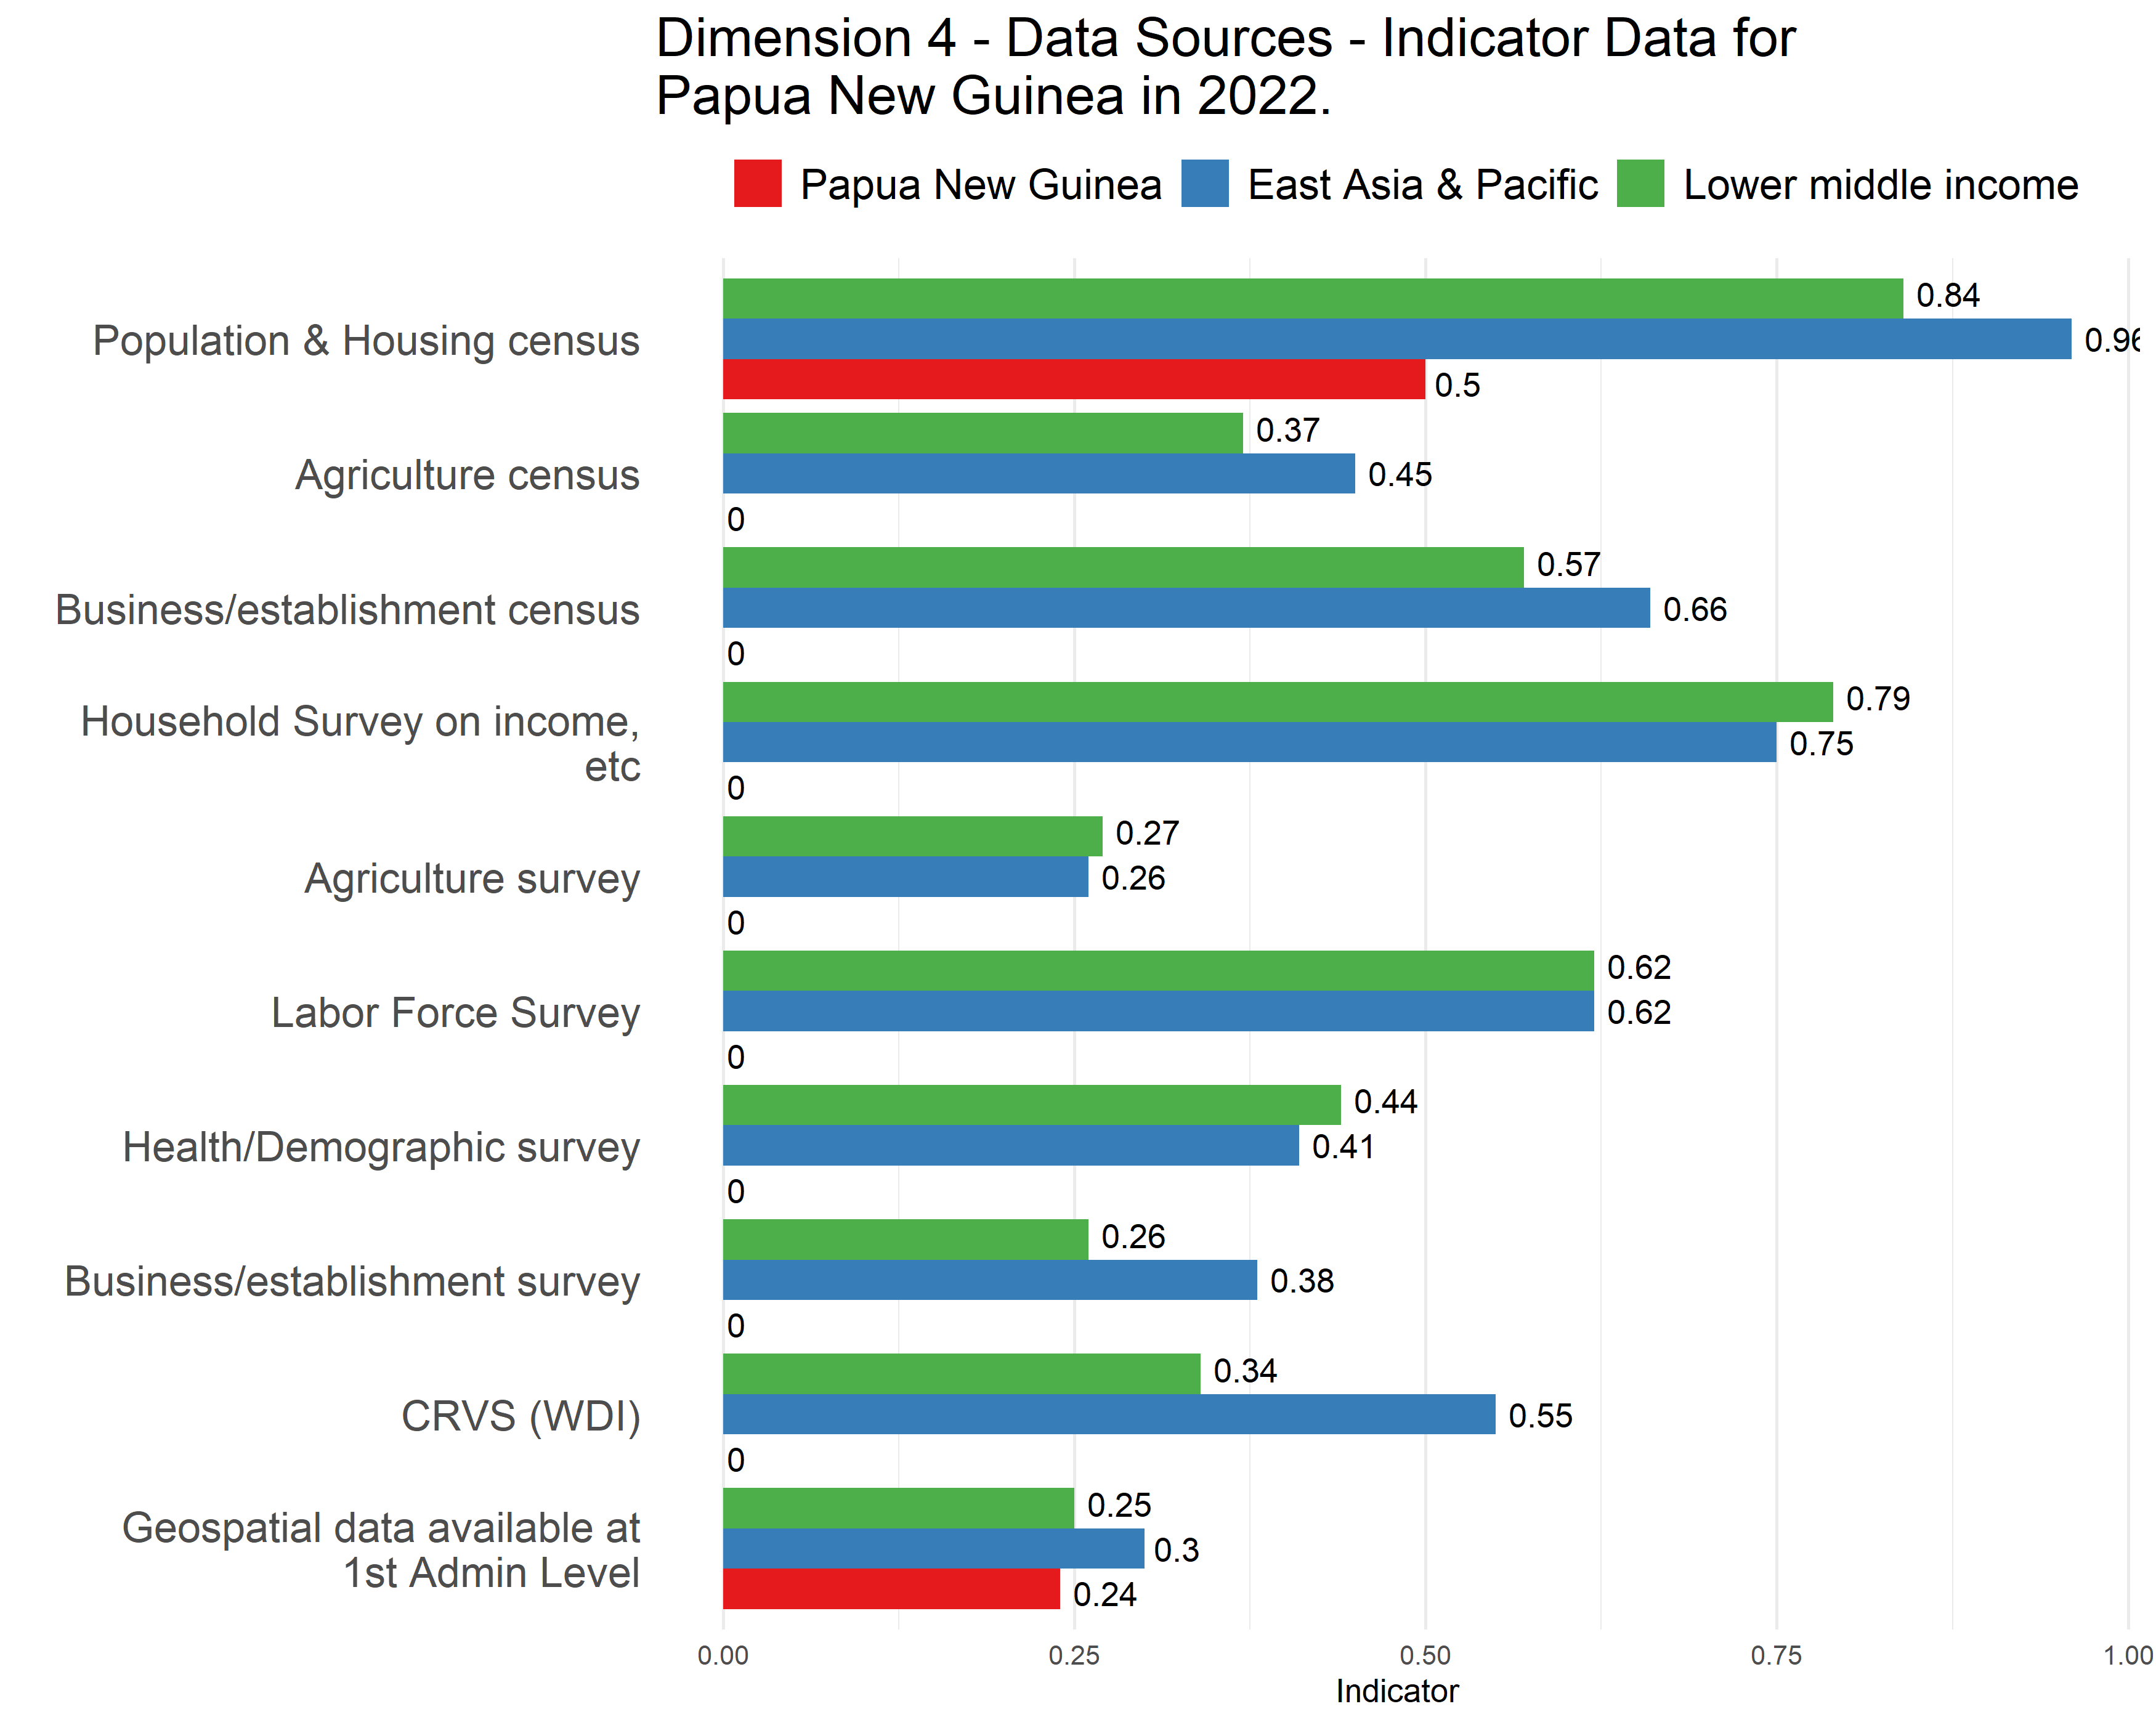 Dimension 4 - Data Sources - Indicator Data for
Papua New Guinea in 2022.
Papua New Guinea East Asia & Pacific Lower middle income
Population & Housing census
0.84
0.96
0.5
Agriculture census
0.37
0.45
0
Business/establishment census
0.57
0.66
0
Household Survey on income,
etc
0.79
0.75
0
Agriculture survey
0.27
0.26
0
Labor Force Survey
0.62
0.62
0
Health/Demographic survey
0.44
0.41
0
Business/establishment survey
0.26
0.38
0
CRVS (WDI)
0.34
0.55
0
Geospatial data available at
1st Admin Level
0.25
0.3
0.24
0.00 0.25 0.50 0.75 1.00
Indicator